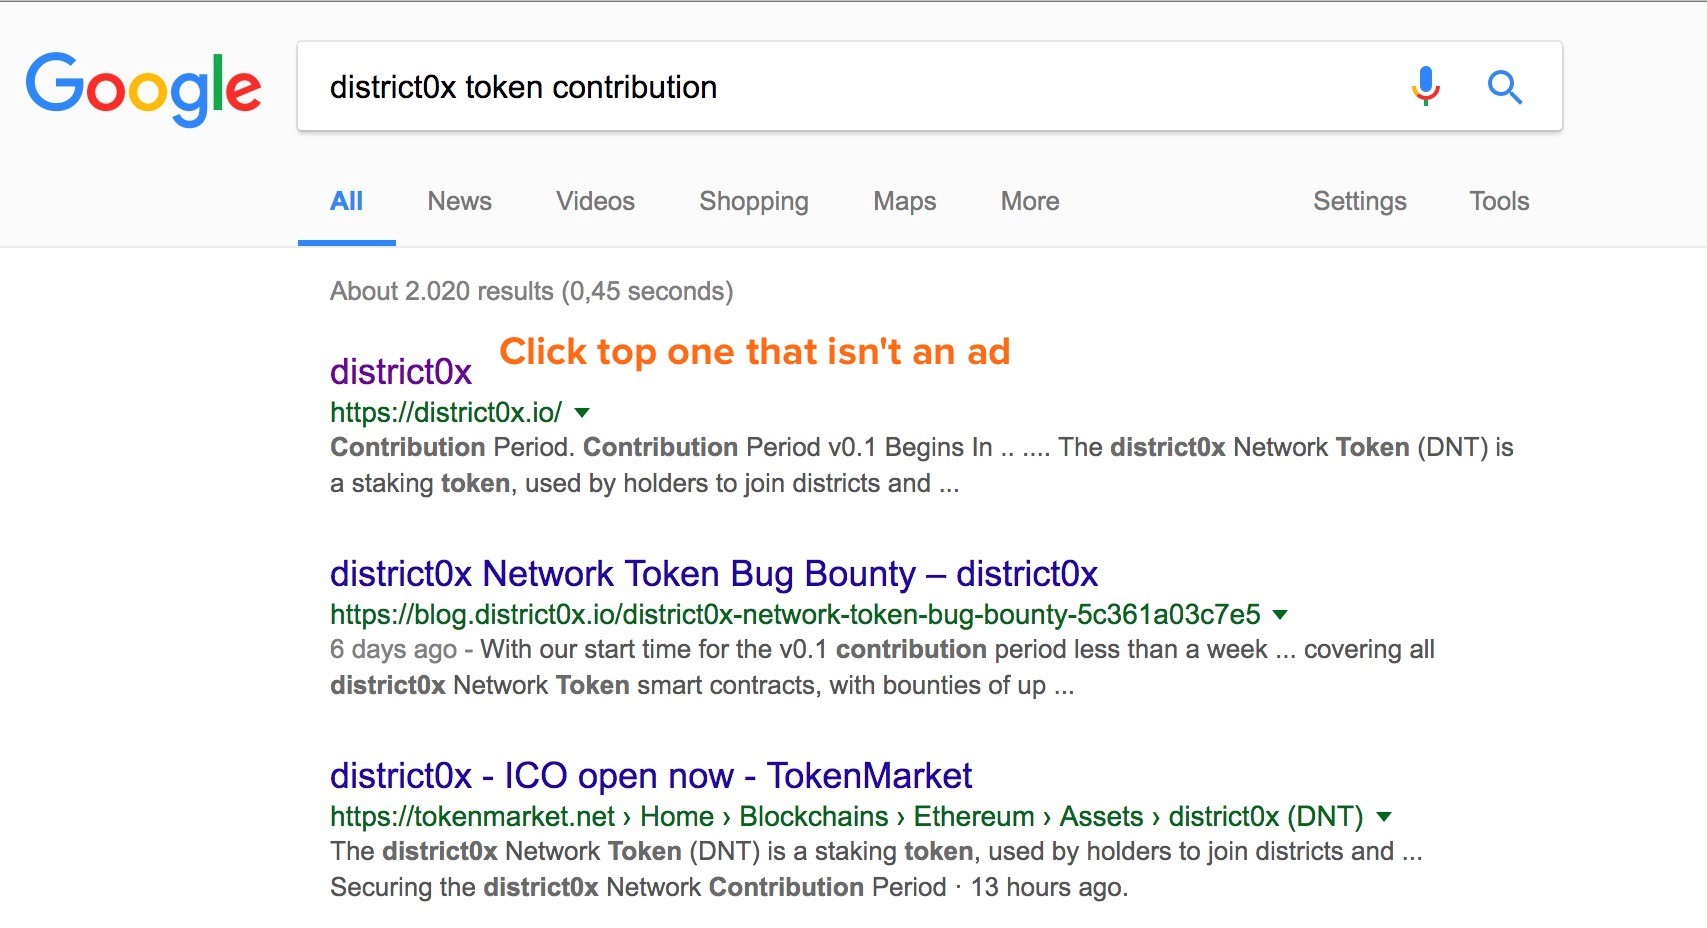 Google
district0x token contribution
All News Videos Shopping Maps More Settings Tools
About 2.020 results (0,45 seconds)
Click top one that isn't an ad
district0x
https://district0x.io/
Contribution Period. Contribution Period v0.1 Begins In .. .... The district0x Network Token (DNT) is
a staking token, used by holders to join districts and ...
district0x Network Token Bug Bounty – district0x
https://blog.district0x.io/district0x-network-token-bug-bounty-5c361a03c7e5
6 days ago - With our start time for the v0.1 contribution period less than a week ... covering all
district0x Network Token smart contracts, with bounties of up ...
district0x - ICO open now - TokenMarket
https://tokenmarket.net › Home › Blockchains › Ethereum › Assets › district0x (DNT)
The district0x Network Token (DNT) is a staking token, used by holders to join districts and ...
Securing the district0x Network Contribution Period · 13 hours ago.